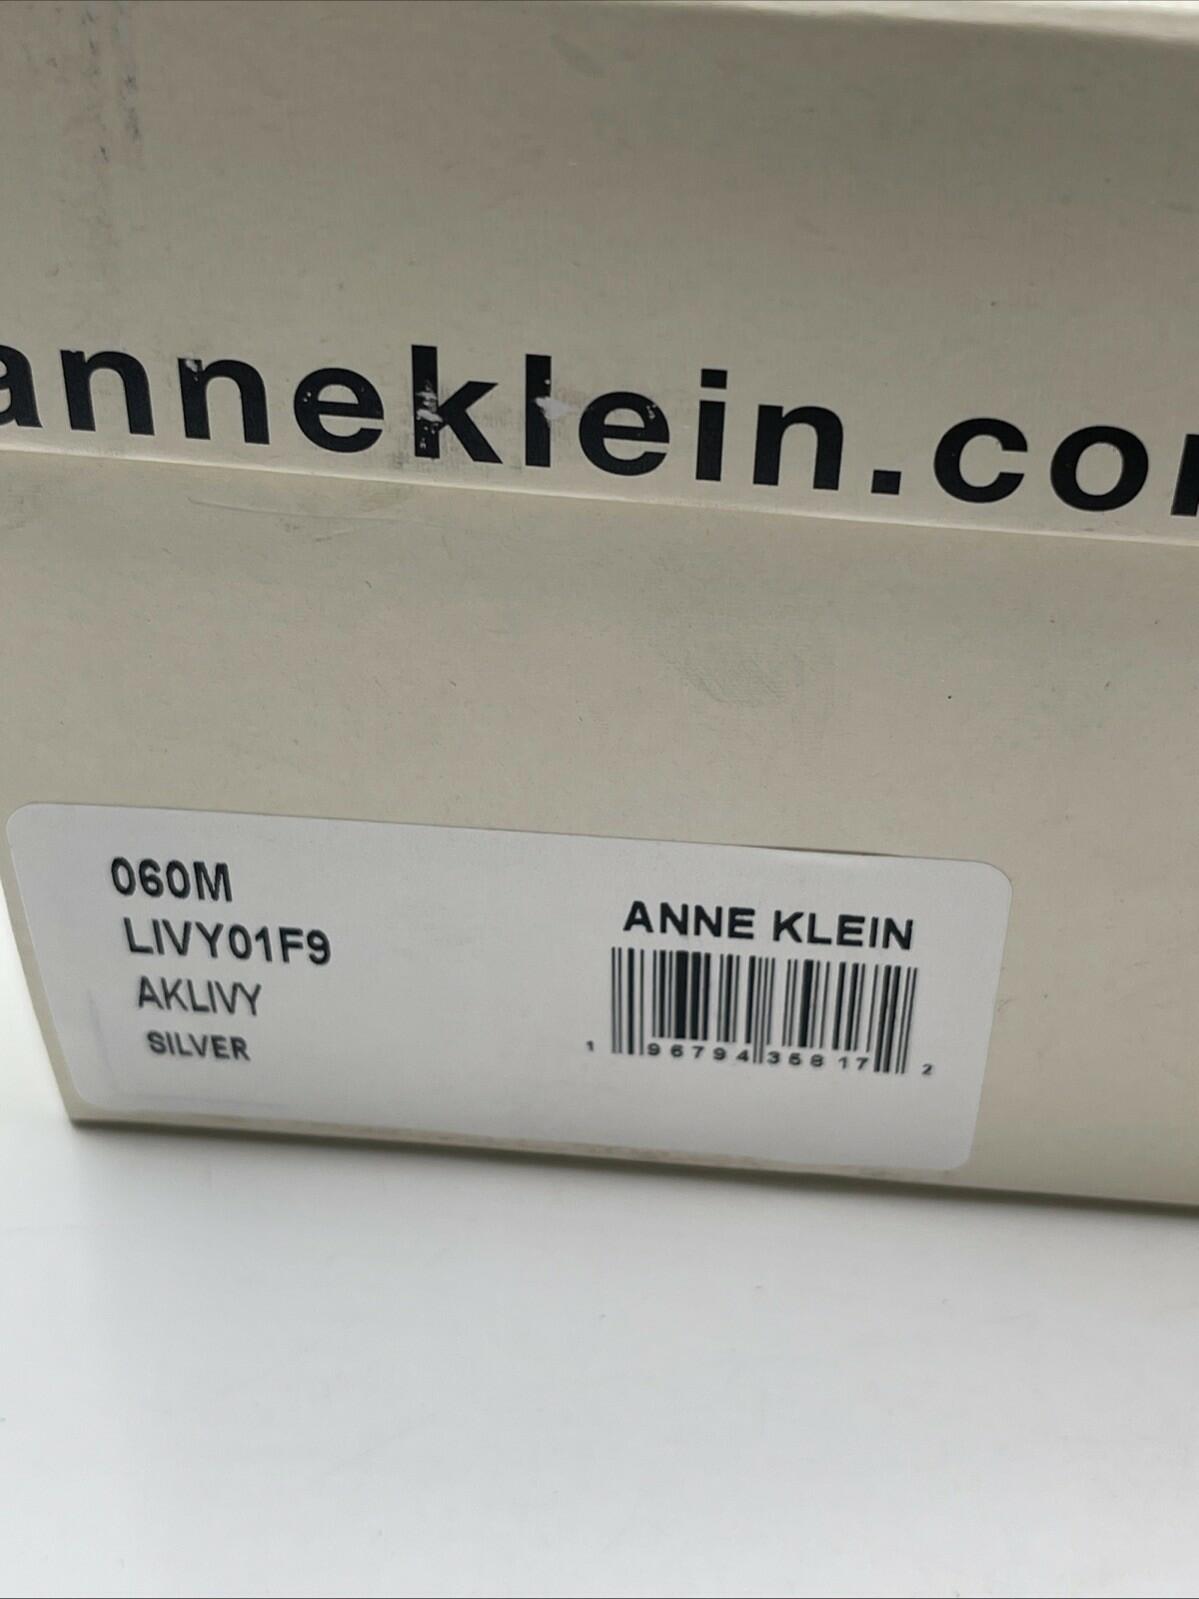 anneklein.co
060M
LIVY01F9
AKLIVY
SILVER
ANNE KLEIN
1 96794 35817 2